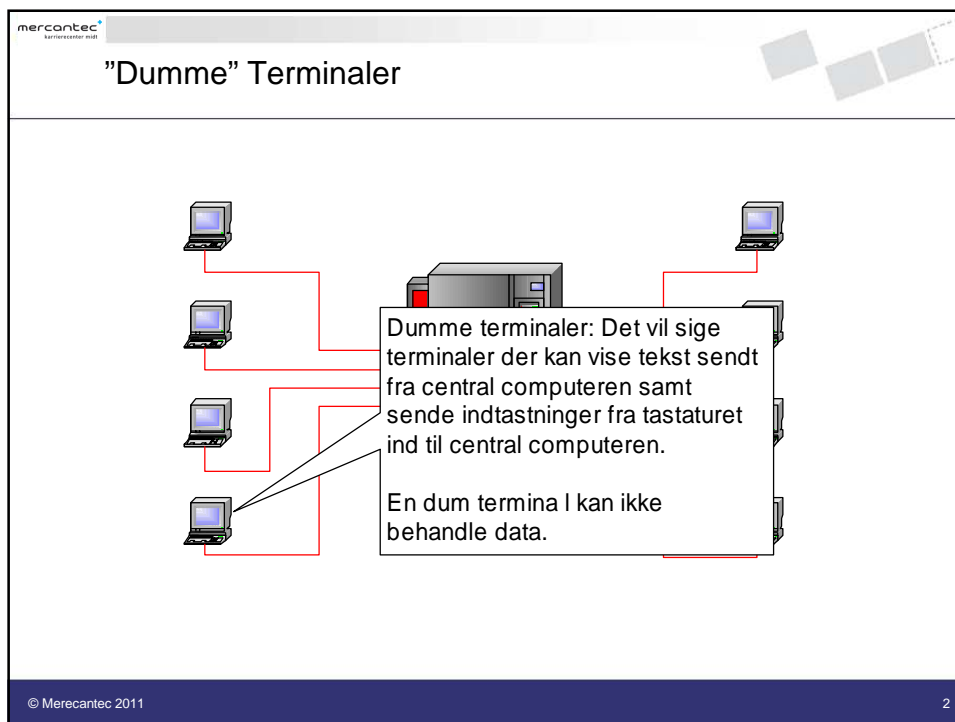 mercantec
karrierecenter midt
”Dumme” Terminaler
Dumme terminaler: Det vil sige
terminaler der kan vise tekst sendt
fra central computeren samt
sende indtastninger fra tastaturet
ind til central computeren.
En dum termina l kan ikke
behandle data.
© Merecantec 2011
2